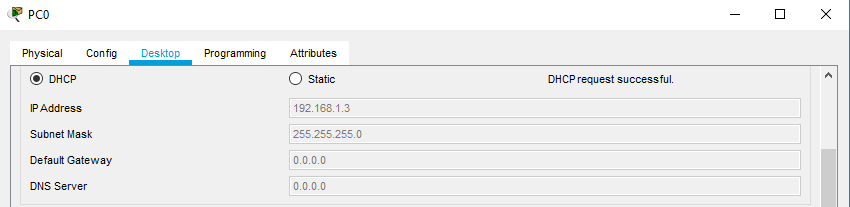 PC0
Physical Config Desktop Programming Attributes
DHCP Static DHCP request successful.
IP Address 192.168.1.3
Subnet Mask 255.255.255.0
Default Gateway 0.0.0.0
DNS Server 0.0.0.0